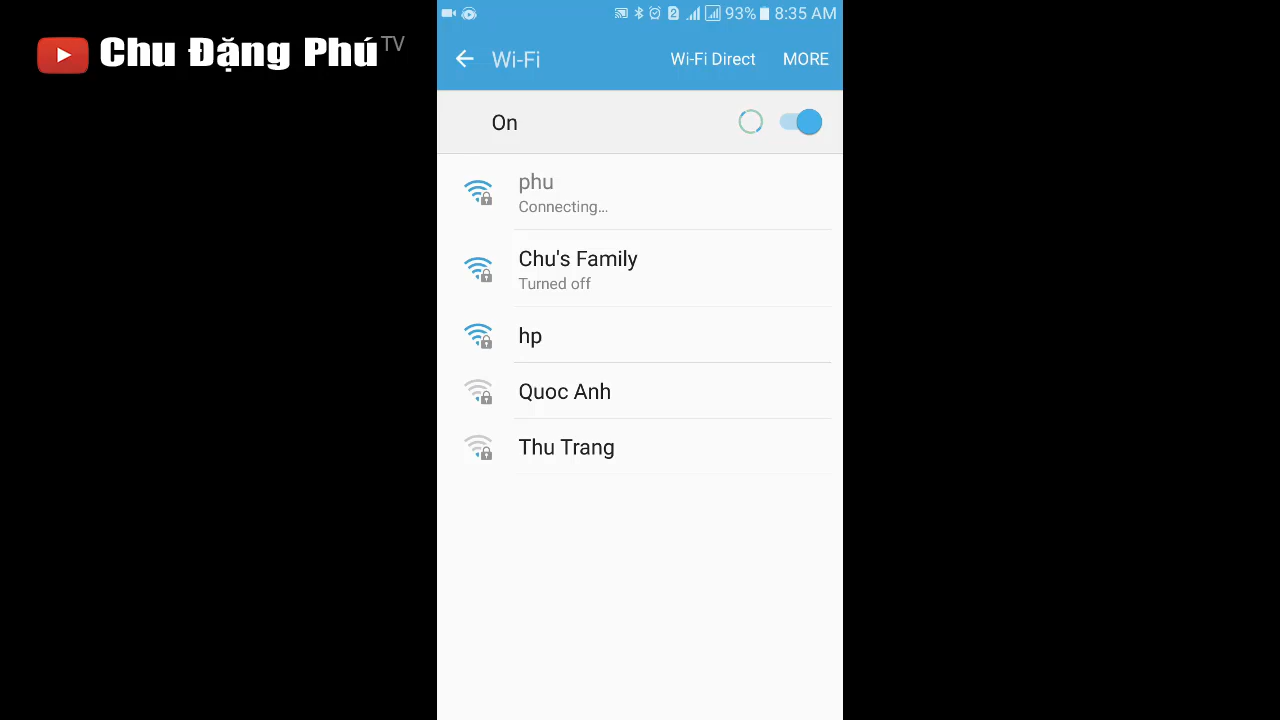 Chu Đặng Phú TV
2 93% 8:35 AM
Wi-Fi Wi-Fi Direct MORE
On
phu
Connecting...
Chu's Family
Turned off
hp
Quoc Anh
Thu Trang